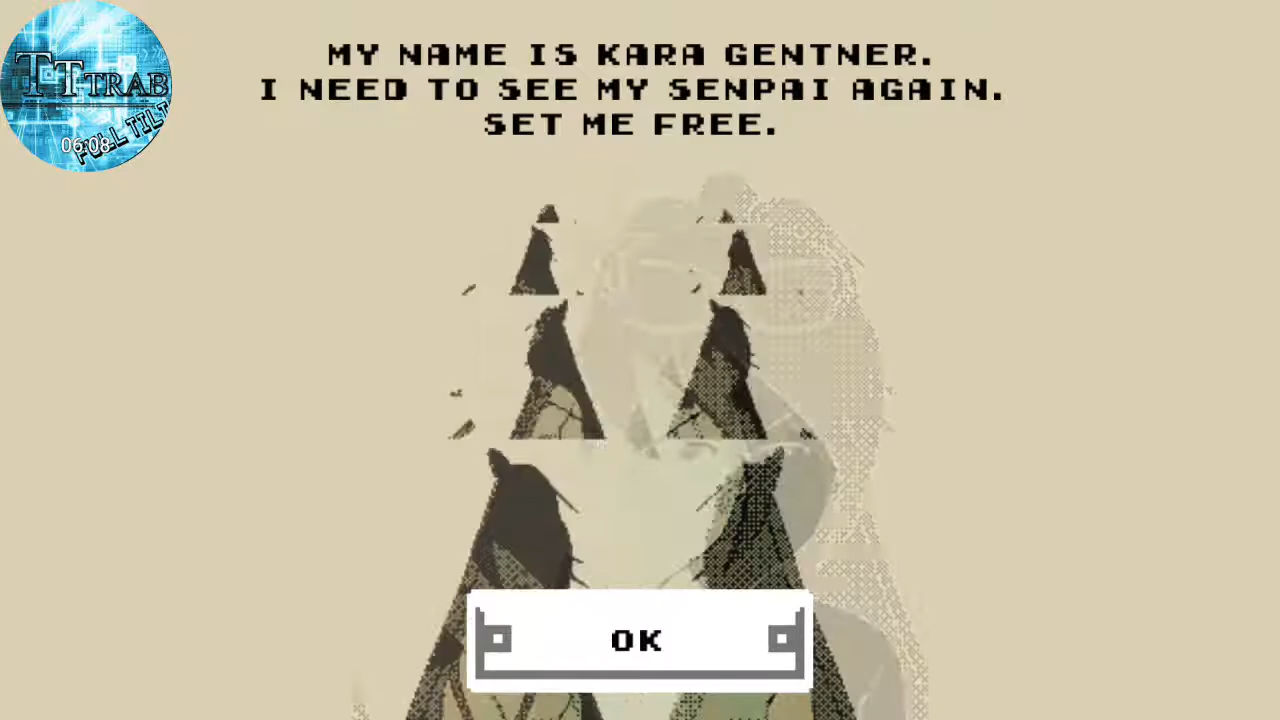 MY NAME IS KARA GENTNER.
I NEED TO SEE MY SENPAI AGAIN.
SET ME FREE.
TTTRAB
FULL TILT
06:08
OK